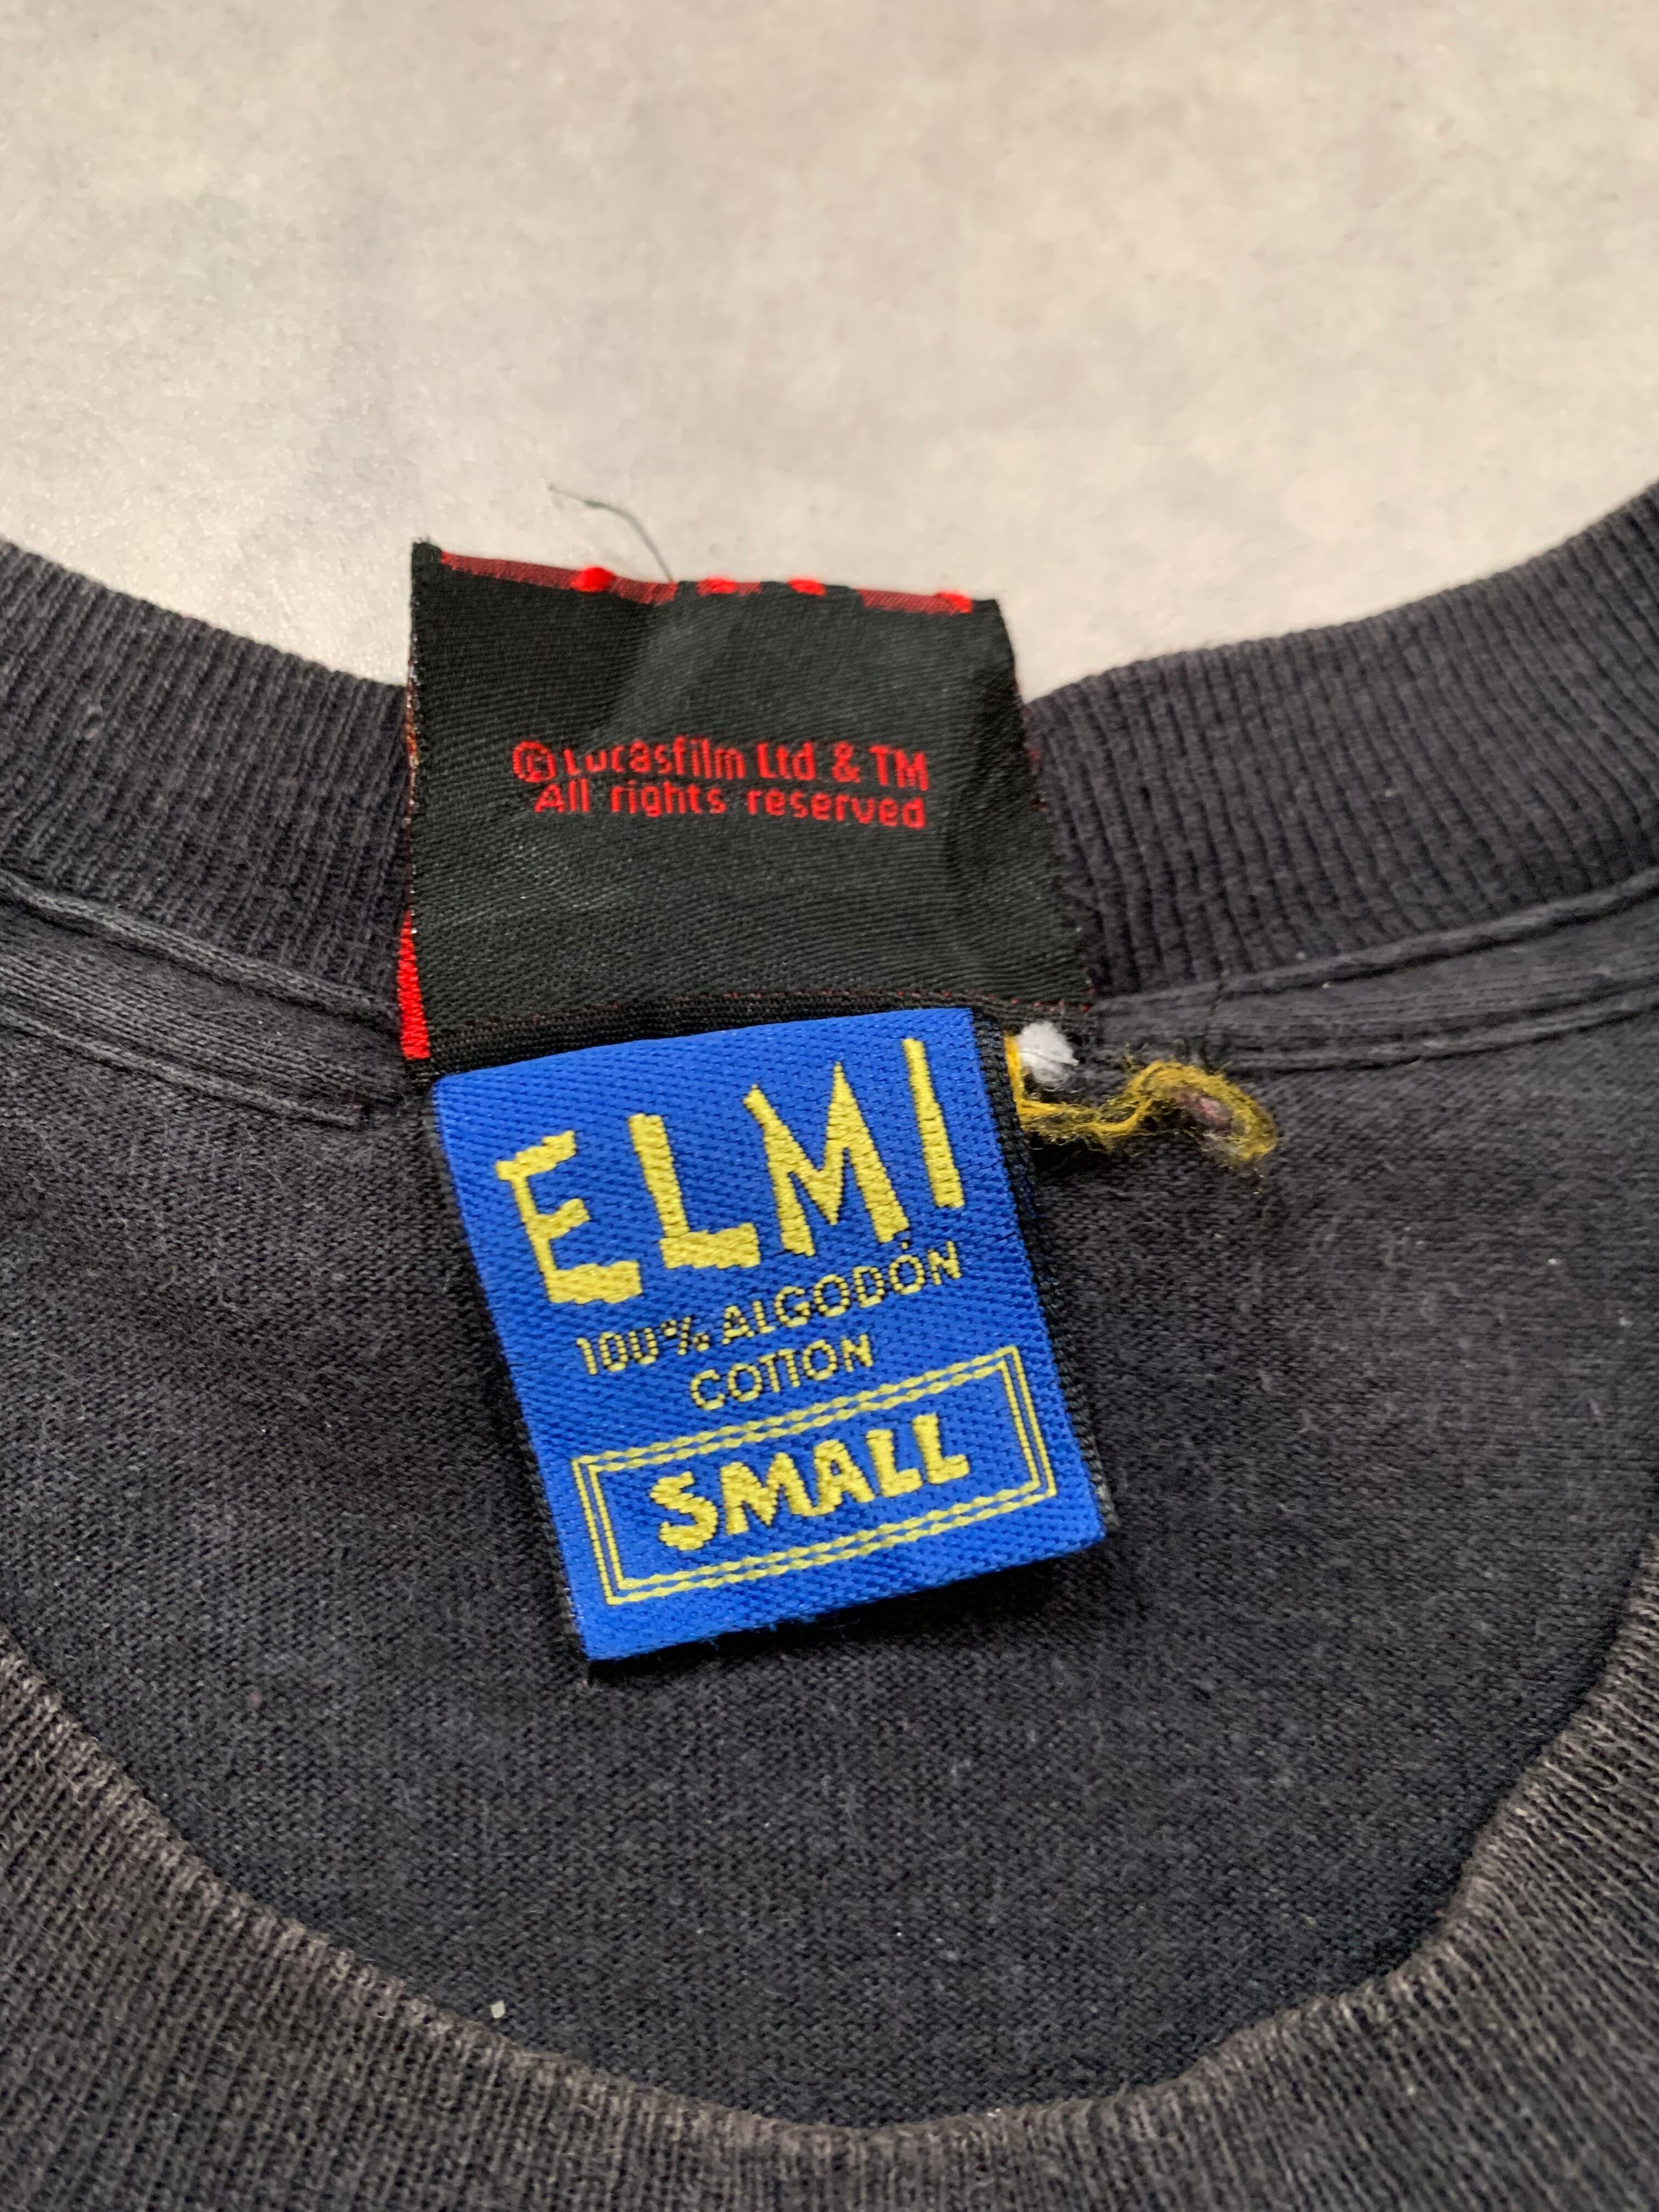 © Lucasfilm Ltd & TM
All rights reserved
ELMI
100% ALGODÓN
COTTON
SMALL